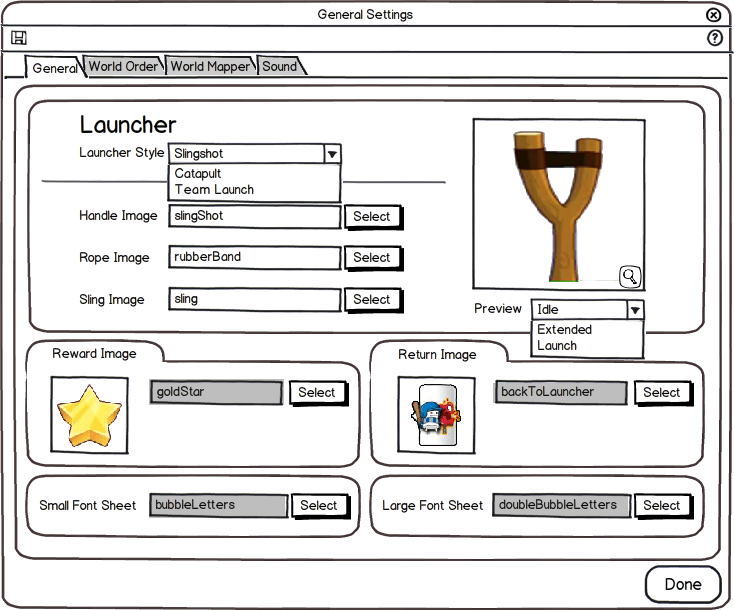 General Settings
General
World Order
World Mapper
Sound
Launcher
Launcher Style
Slingshot
Catapult
Team Launch
Handle Image
slingShot
Select
Rope Image
rubberBand
Select
Sling Image
sling
Select
Preview
Idle
Extended
Launch
Reward Image
goldStar
Select
Return Image
backToLauncher
Select
Small Font Sheet
bubbleLetters
Select
Large Font Sheet
doubleBubbleLetters
Select
Done